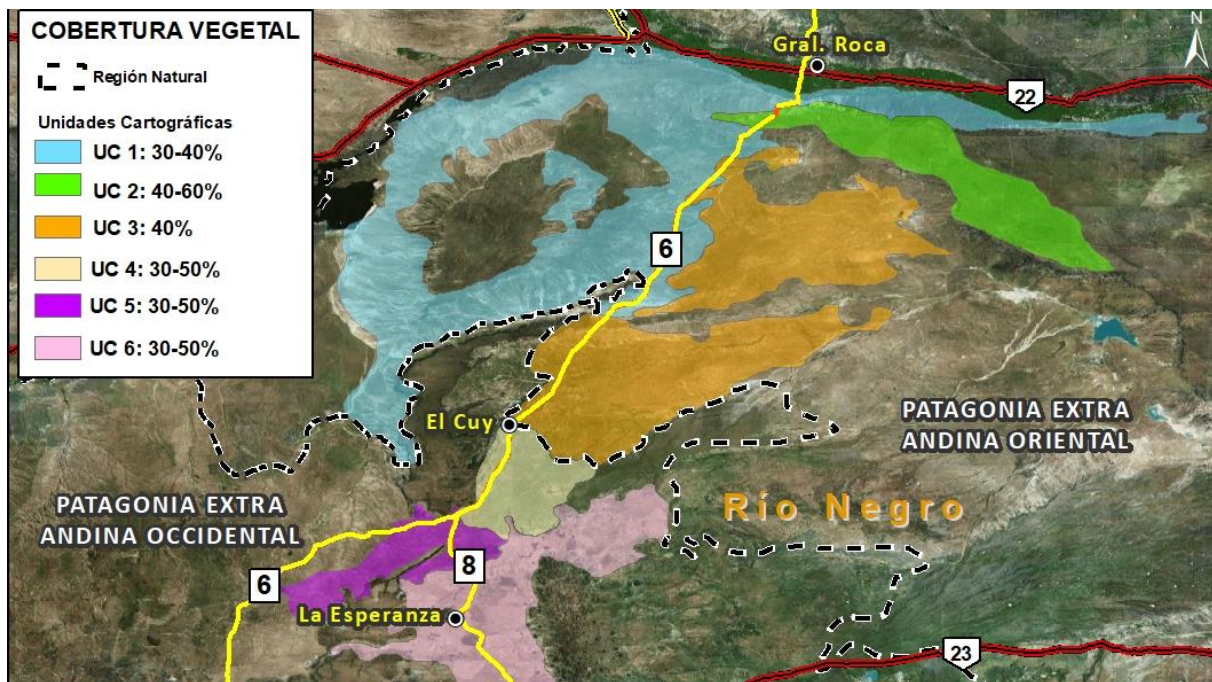 COBERTURA VEGETAL
Región Natural
Unidades Cartográficas
UC 1: 30-40%
UC 2: 40-60%
UC 3: 40%
UC 4: 30-50%
UC 5: 30-50%
UC 6: 30-50%
N
Gral. Roca
22
6
El Cuy
PATAGONIA EXTRA
ANDINA ORIENTAL
PATAGONIA EXTRA
ANDINA OCCIDENTAL
Río Negro
6
8
La Esperanza
23